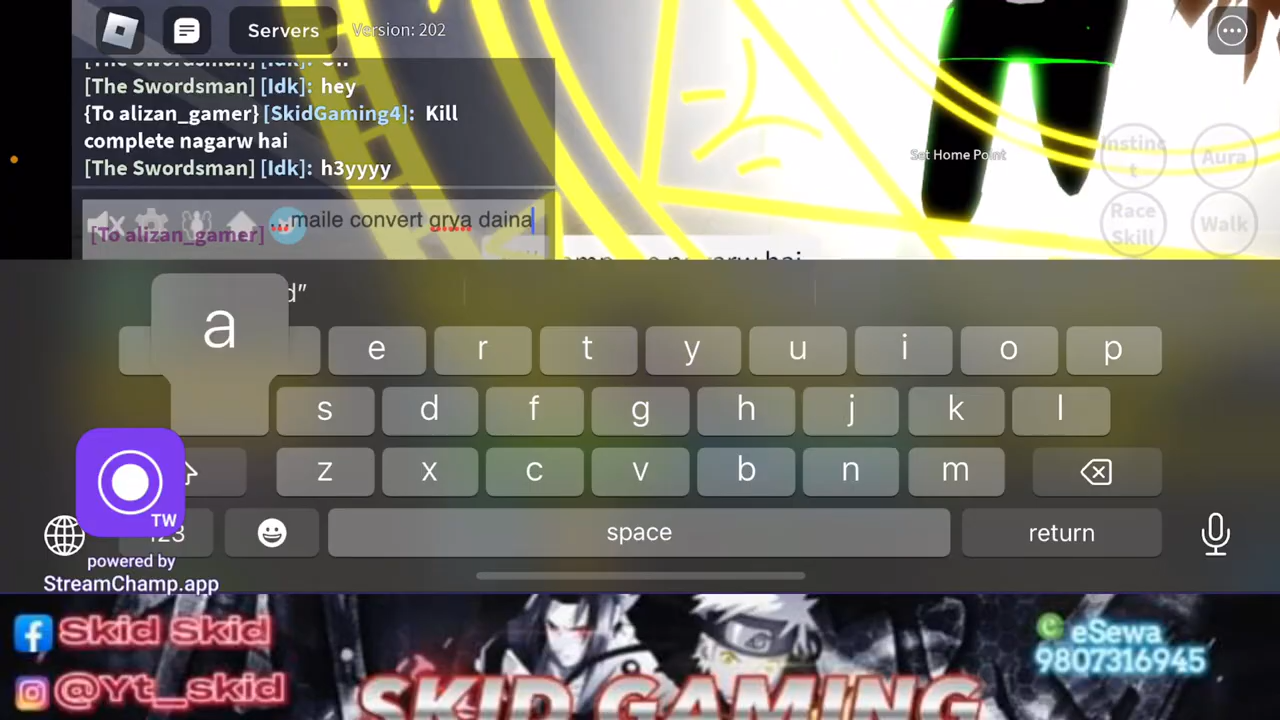 Servers
Version: 202
[The Swordsman] [Idk]: hey
{To alizan_gamer} [SkidGaming4]: Kill
complete nagarw hai
[The Swordsman] [Idk]: h3yyyy
[To alizan_gamer]
maile convert grya daina
Set Home Point
Instinct
Aura
Race Skill
Walk
a
e r t y u i o p
s d f g h j k l
z x c v b n m
space
return
TW
powered by
StreamChamp.app
Skid Skid
@Yt_skid
SKID GAMING
eSewa
9807316945